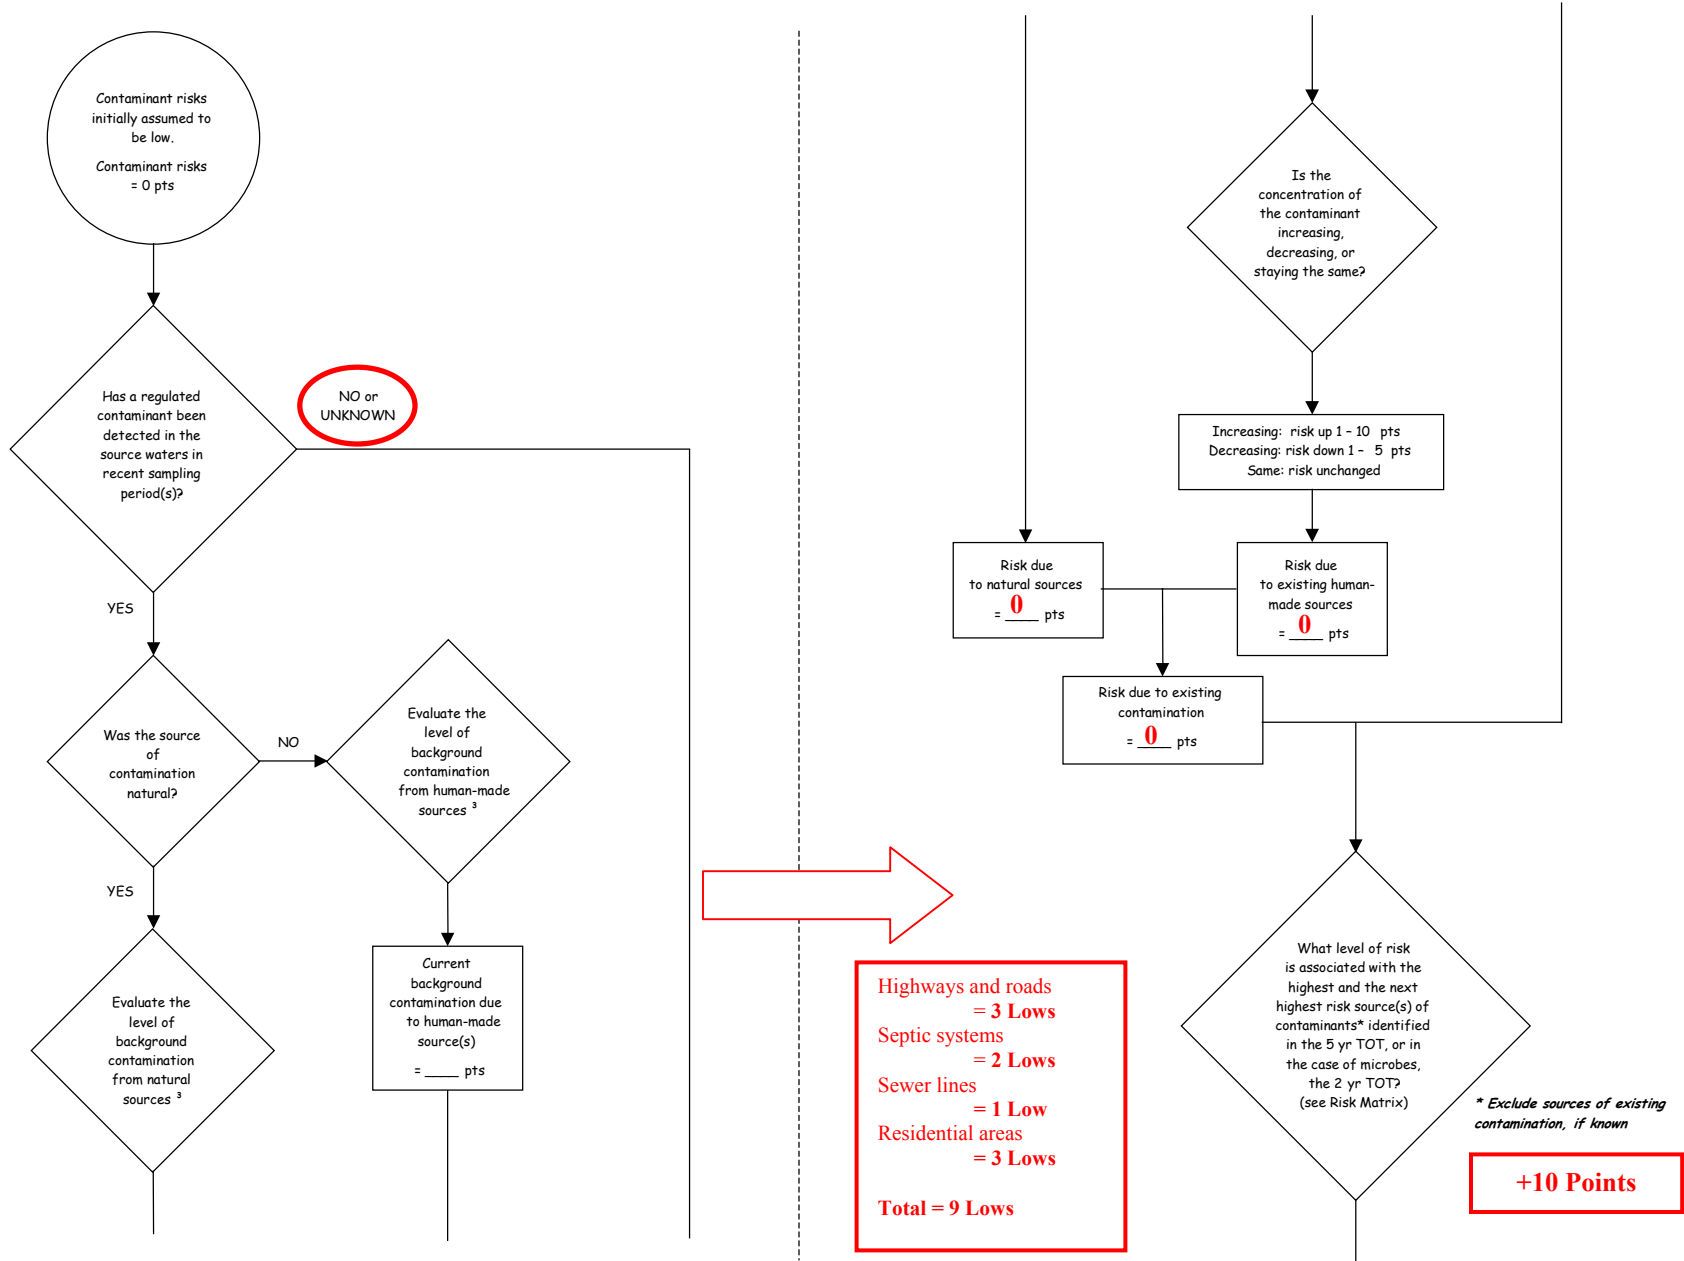 Contaminant risks
initially assumed to
be low.
Contaminant risks
= 0 pts
Has a regulated
contaminant been
detected in the
source waters in
recent sampling
period(s)?
NO or
UNKNOWN
YES
Was the source
of
contamination
natural?
NO
Evaluate the
level of
background
contamination
from human-made
sources ³
YES
Evaluate the
level of
background
contamination
from natural
sources ³
Current
background
contamination due
to human-made
source(s)
= ____ pts
Is the
concentration of
the contaminant
increasing,
decreasing, or
staying the same?
Increasing: risk up 1 – 10 pts
Decreasing: risk down 1 – 5 pts
Same: risk unchanged
Risk due
to natural sources
= 0 pts
Risk due
to existing human-
made sources
= 0 pts
Risk due to existing
contamination
= 0 pts
Highways and roads
= 3 Lows
Septic systems
= 2 Lows
Sewer lines
= 1 Low
Residential areas
= 3 Lows
Total = 9 Lows
What level of risk
is associated with the
highest and the next
highest risk source(s) of
contaminants* identified
in the 5 yr TOT, or in
the case of microbes,
the 2 yr TOT?
(see Risk Matrix)
* Exclude sources of existing
contamination, if known
+10 Points